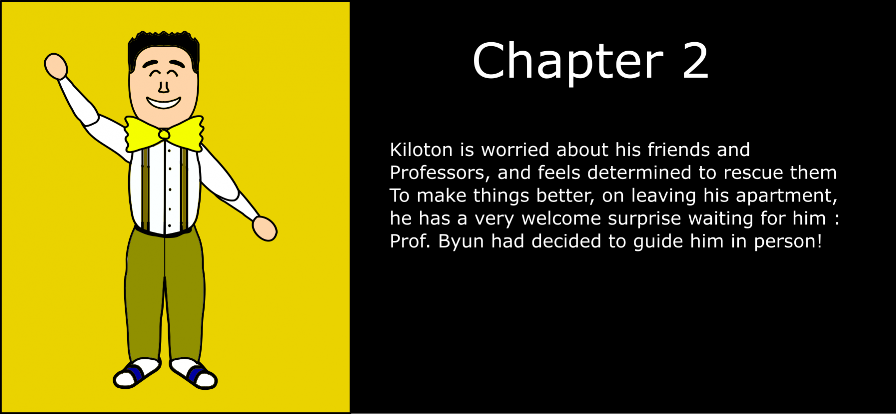 Chapter 2
Kiloton is worried about his friends and
Professors, and feels determined to rescue them
To make things better, on leaving his apartment,
he has a very welcome surprise waiting for him :
Prof. Byun had decided to guide him in person!